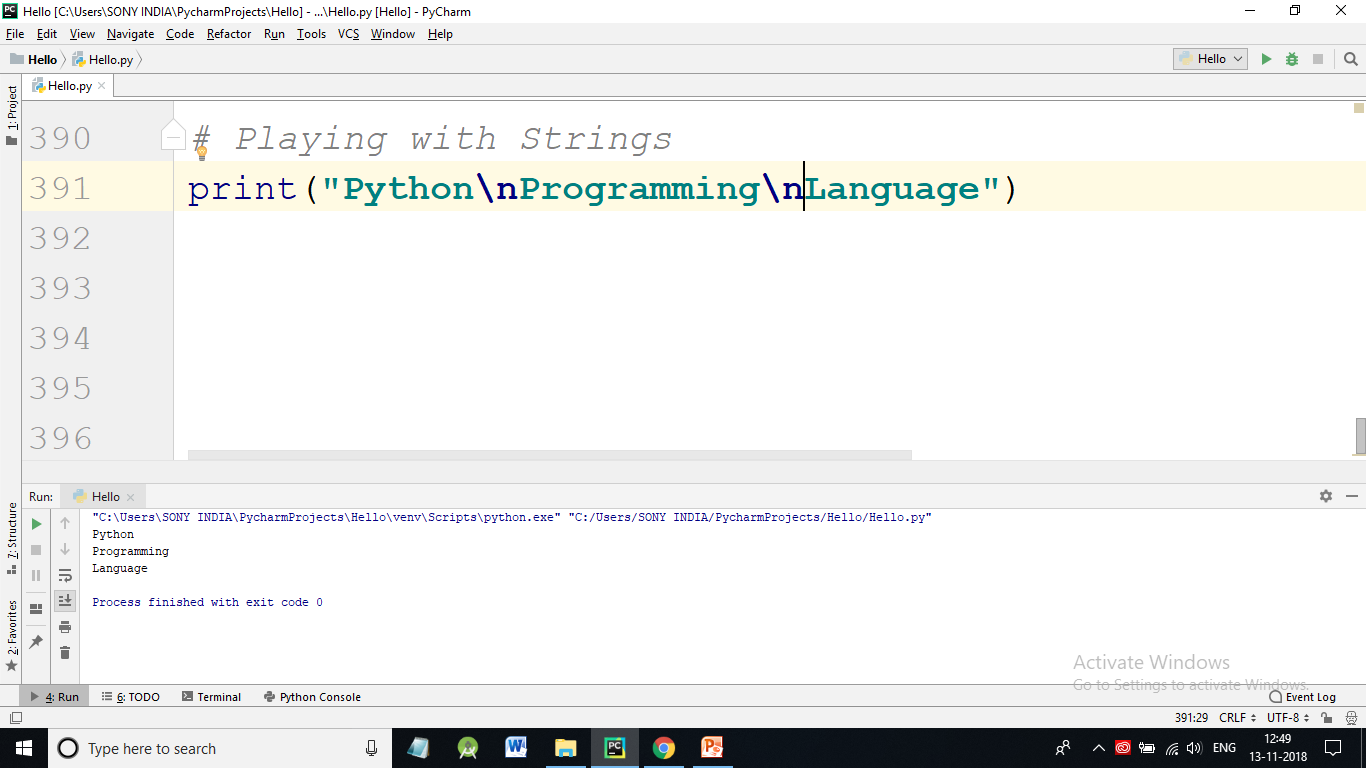 Hello [C:\Users\SONY INDIA\PycharmProjects\Hello] - ...\Hello.py [Hello] - PyCharm
File Edit View Navigate Code Refactor Run Tools VCS Window Help
Hello Hello.py Hello
1: Project
Hello.py
390 # Playing with Strings
391 print("Python\nProgramming\nLanguage")
392
393
394
395
396
Run: Hello
7: Structure
2: Favorites
"C:\Users\SONY INDIA\PycharmProjects\Hello\venv\Scripts\python.exe" "C:/Users/SONY INDIA/PycharmProjects/Hello/Hello.py"
Python
Programming
Language
Process finished with exit code 0
Activate Windows
Go to Settings to activate Windows.
4: Run 6: TODO Terminal Python Console Event Log
391:29 CRLF UTF-8
Type here to search
ENG 12:49
13-11-2018